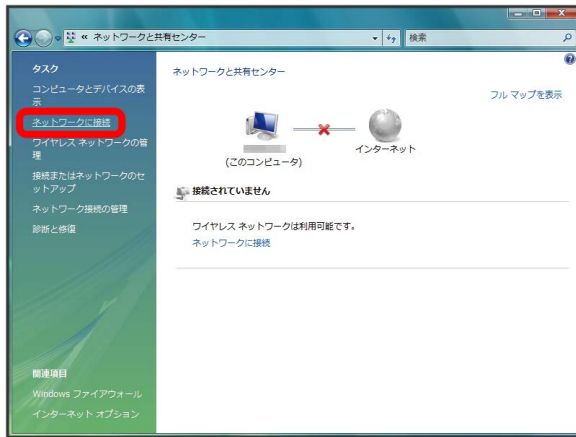 « ネットワークと共有センター
検索
タスク
コンピュータとデバイスの表
示
ネットワークに接続
ワイヤレス ネットワークの管
理
接続またはネットワークのセ
ットアップ
ネットワーク接続の管理
診断と修復
関連項目
Windows ファイアウォール
インターネット オプション
ネットワークと共有センター
フル マップを表示
(このコンピュータ)
インターネット
接続されていません
ワイヤレス ネットワークは利用可能です。
ネットワークに接続